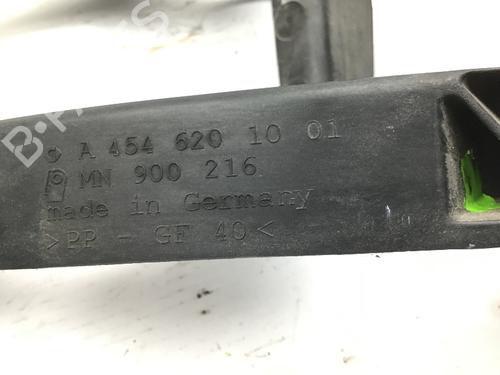 A 454 620 10 01
MN 900 216
made in Germany
>PP - GF 40<